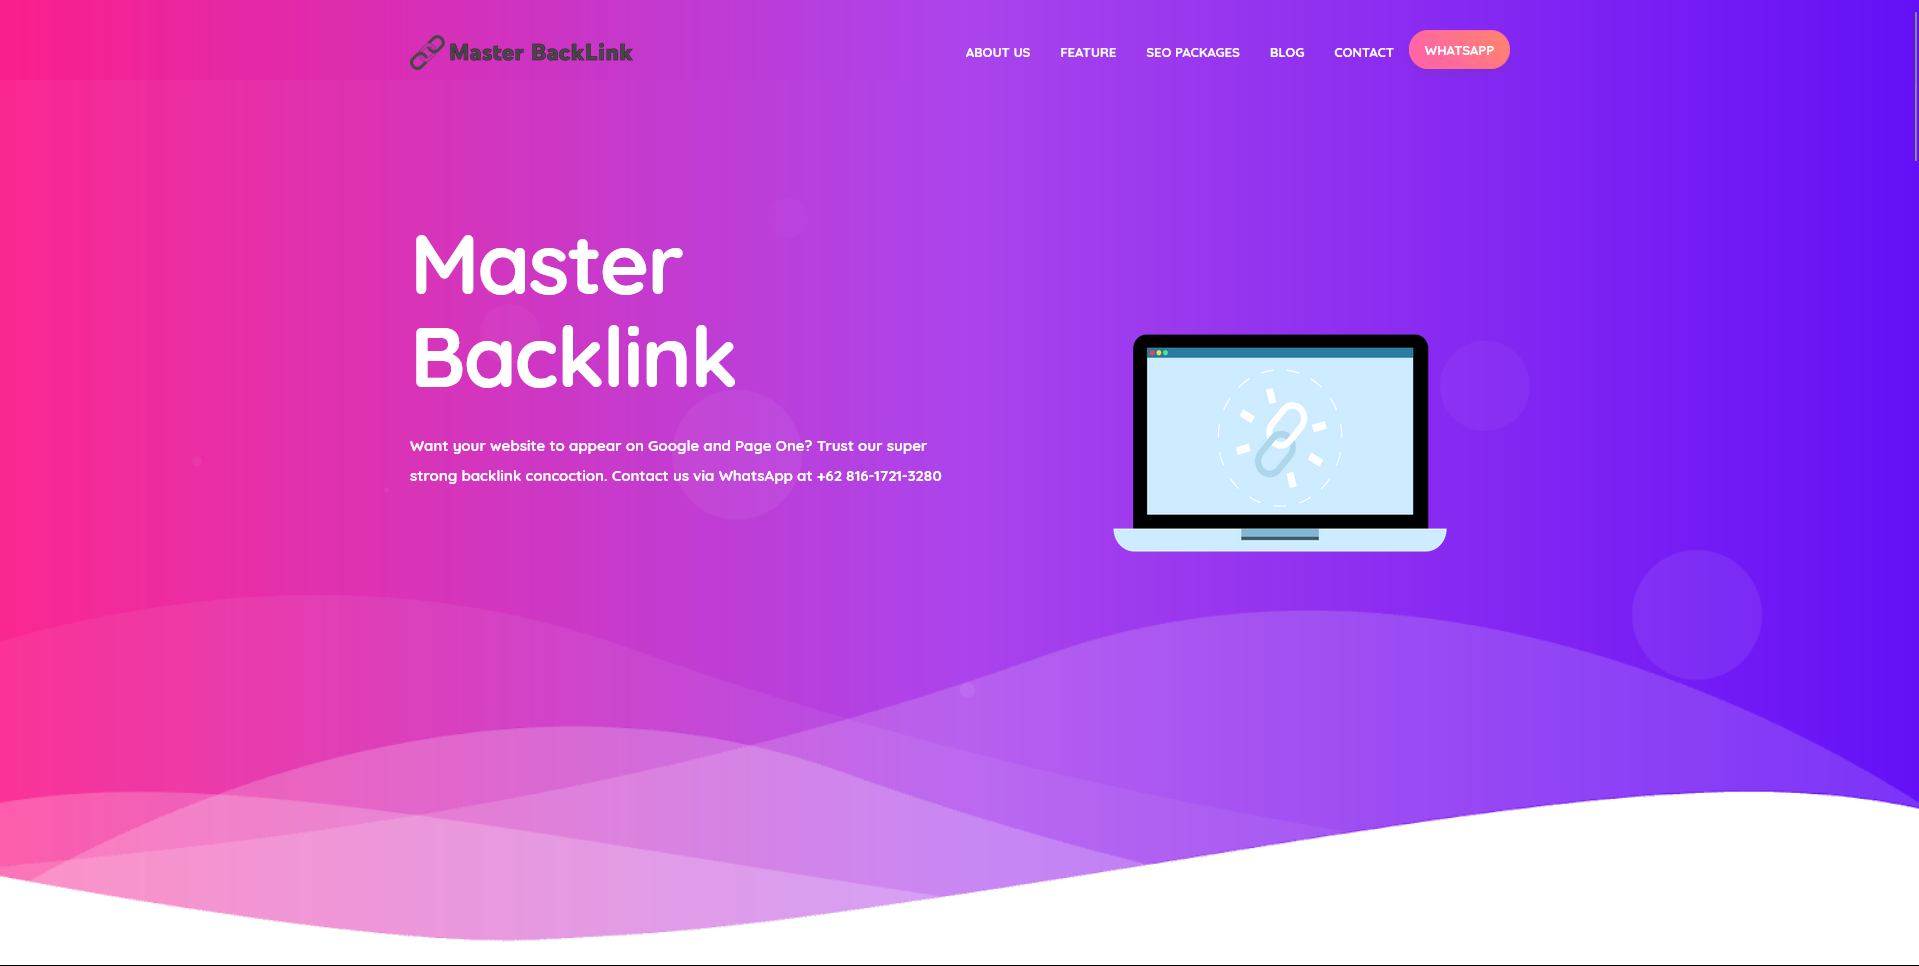 Master BackLink
ABOUT US
FEATURE
SEO PACKAGES
BLOG
CONTACT
WHATSAPP
Master
Backlink
Want your website to appear on Google and Page One? Trust our super
strong backlink concoction. Contact us via WhatsApp at +62 816-1721-3280